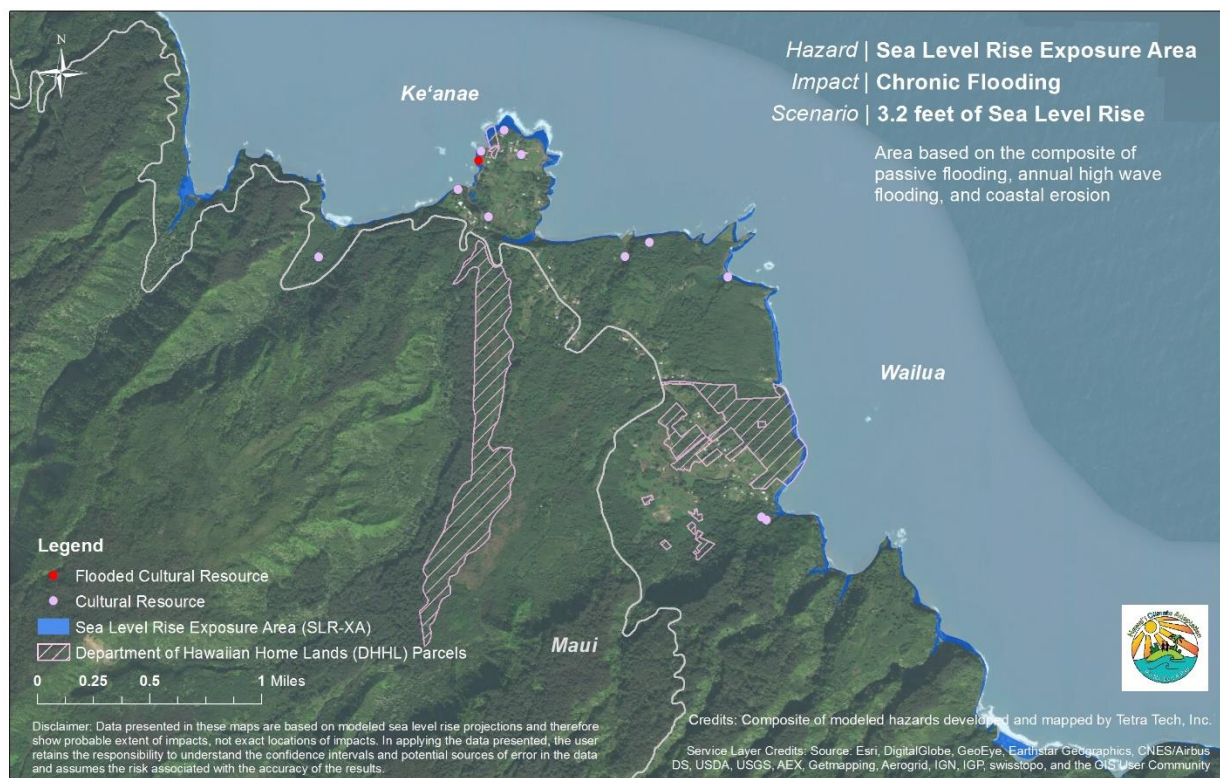 N
Hazard | Sea Level Rise Exposure Area
Impact | Chronic Flooding
Scenario | 3.2 feet of Sea Level Rise
Area based on the composite of
passive flooding, annual high wave
flooding, and coastal erosion
Keʻanae
Wailua
Maui
Legend
Flooded Cultural Resource
Cultural Resource
Sea Level Rise Exposure Area (SLR-XA)
Department of Hawaiian Home Lands (DHHL) Parcels
0 0.25 0.5 1 Miles
Disclaimer: Data presented in these maps are based on modeled sea level rise projections and therefore
show probable extent of impacts, not exact locations of impacts. In applying the data presented, the user
retains the responsibility to understand the confidence intervals and potential sources of error in the data
and assumes the risk associated with the accuracy of the results.
Credits: Composite of modeled hazards developed and mapped by Tetra Tech, Inc.
Service Layer Credits: Source: Esri, DigitalGlobe, GeoEye, Earthstar Geographics, CNES/Airbus
DS, USDA, USGS, AEX, Getmapping, Aerogrid, IGN, IGP, swisstopo, and the GIS User Community